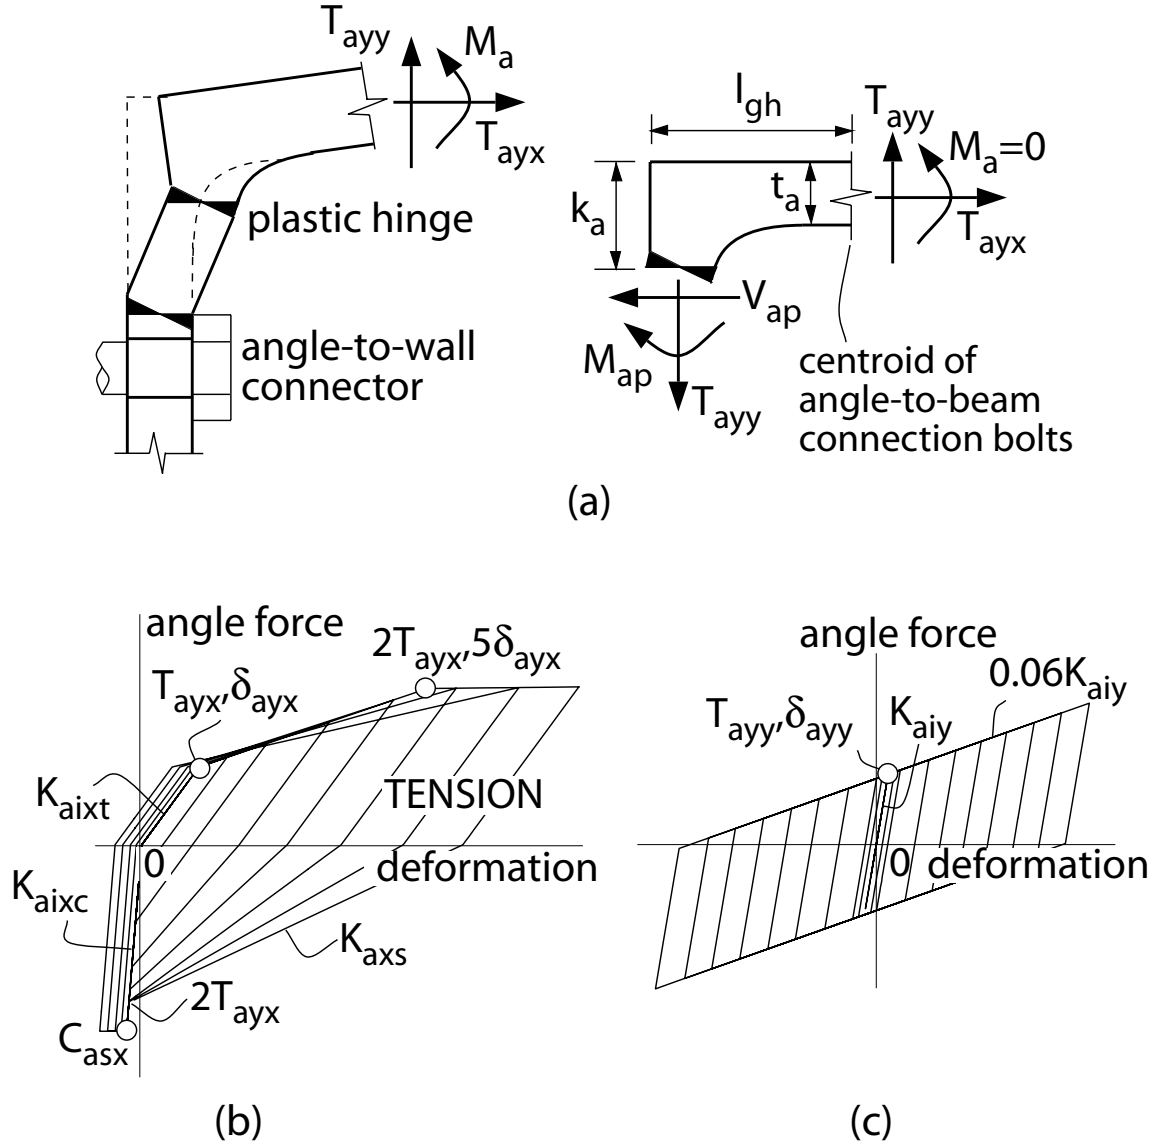 T_ayy
M_a
T_ayx
plastic hinge
angle-to-wall
connector
l_gh
k_a
t_a
T_ayy
M_a=0
T_ayx
V_ap
M_ap
T_ayy
centroid of
angle-to-beam
connection bolts
(a)
angle force
2T_ayx,5δ_ayx
T_ayx,δ_ayx
K_aixt
TENSION
0
deformation
K_aixc
K_axs
2T_ayx
C_asx
(b)
angle force
0.06K_aiy
T_ayy,δ_ayy
K_aiy
0
deformation
(c)